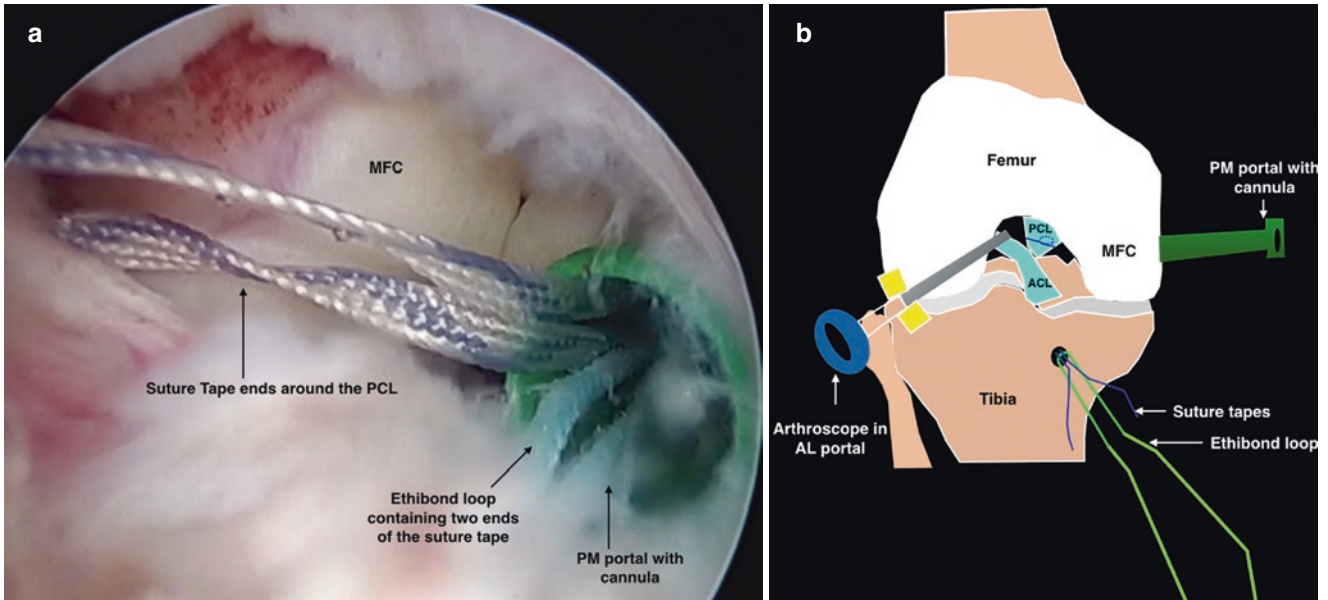 a
MFC
Suture Tape ends around the PCL
Ethibond loop
containing two ends
of the suture tape
PM portal with
cannula
b
Femur
PM portal with
cannula
PCL
MFC
ACL
Tibia
Suture tapes
Arthroscope in
AL portal
Ethibond loop